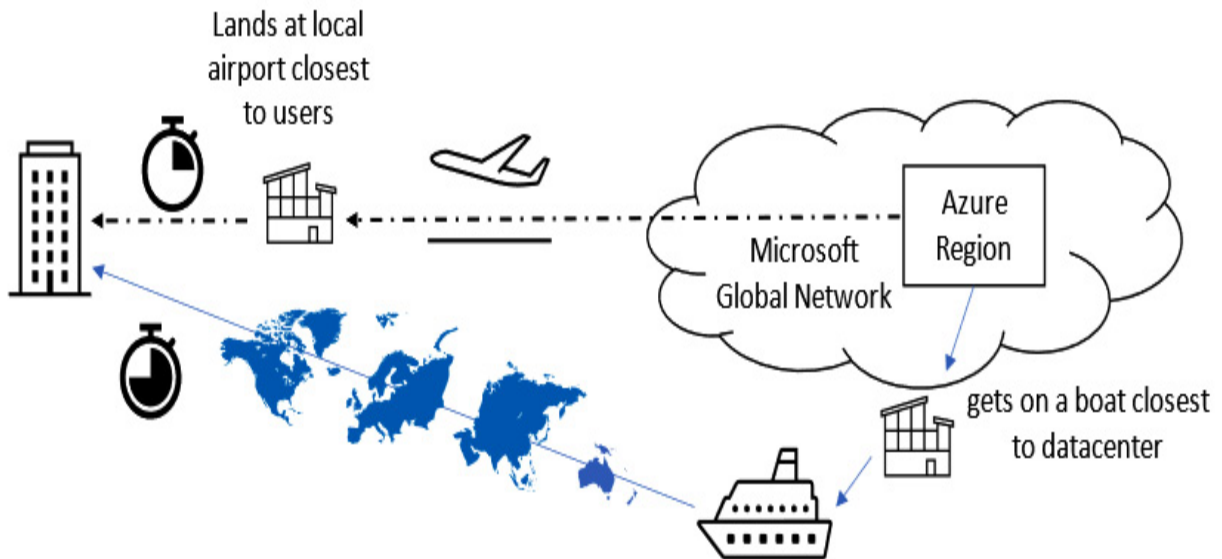 Lands at local
airport closest
to users
Azure
Region
Microsoft
Global Network
gets on a boat closest
to datacenter